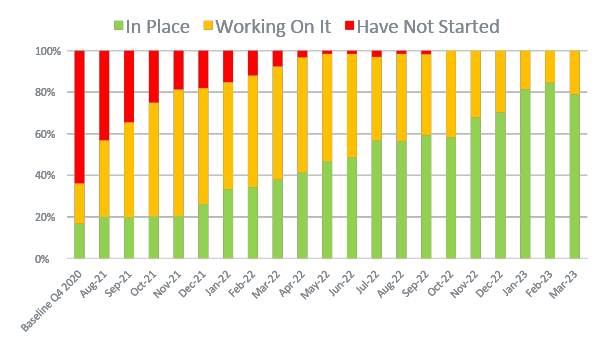 In Place Working On It Have Not Started
100%
80%
60%
40%
20%
0%
Baseline Q4 2020
Aug-21
Sep-21
Oct-21
Nov-21
Dec-21
Jan-22
Feb-22
Mar-22
Apr-22
May-22
Jun-22
Jul-22
Aug-22
Sep-22
Oct-22
Nov-22
Dec-22
Jan-23
Feb-23
Mar-23